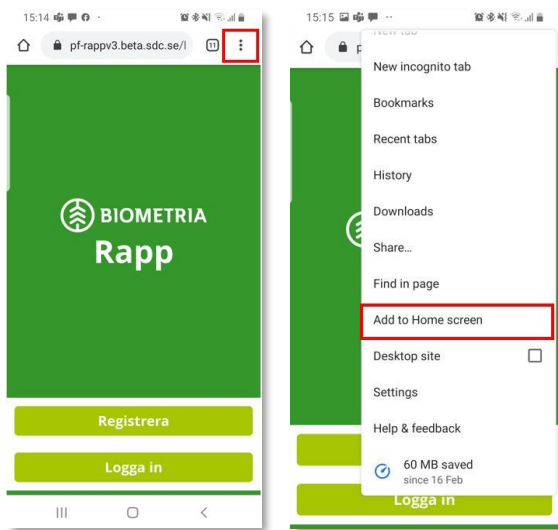 15:14
pf-rappv3.beta.sdc.se/l
11
BIOMETRIA
Rapp
Registrera
Logga in
15:15
New tab
New incognito tab
Bookmarks
Recent tabs
History
Downloads
Share...
Find in page
Add to Home screen
Desktop site
Settings
Help & feedback
60 MB saved
since 16 Feb
Logga in